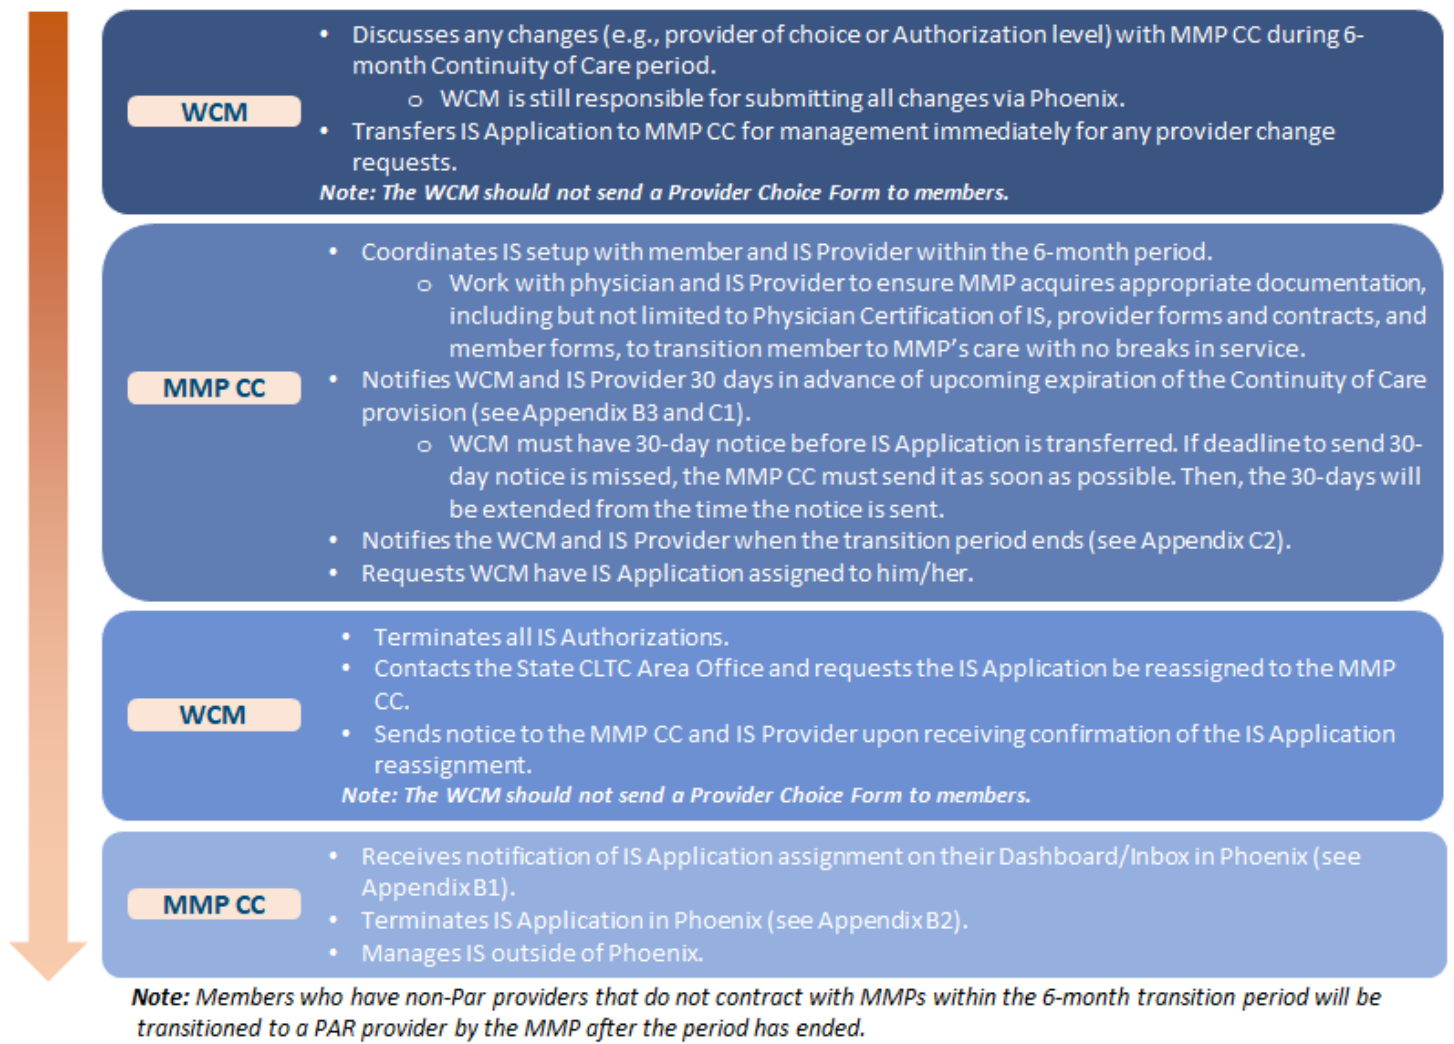 WCM
• Discusses any changes (e.g., provider of choice or Authorization level) with MMP CC during 6-
month Continuity of Care period.
o WCM is still responsible for submitting all changes via Phoenix.
• Transfers IS Application to MMP CC for management immediately for any provider change
requests.
Note: The WCM should not send a Provider Choice Form to members.
MMP CC
• Coordinates IS setup with member and IS Provider within the 6-month period.
o Work with physician and IS Provider to ensure MMP acquires appropriate documentation,
including but not limited to Physician Certification of IS, provider forms and contracts, and
member forms, to transition member to MMP's care with no breaks in service.
• Notifies WCM and IS Provider 30 days in advance of upcoming expiration of the Continuity of Care
provision (see Appendix B3 and C1).
o WCM must have 30-day notice before IS Application is transferred. If deadline to send 30-
day notice is missed, the MMP CC must send it as soon as possible. Then, the 30-days will
be extended from the time the notice is sent.
• Notifies the WCM and IS Provider when the transition period ends (see Appendix C2).
• Requests WCM have IS Application assigned to him/her.
WCM
• Terminates all IS Authorizations.
• Contacts the State CLTC Area Office and requests the IS Application be reassigned to the MMP
CC.
• Sends notice to the MMP CC and IS Provider upon receiving confirmation of the IS Application
reassignment.
Note: The WCM should not send a Provider Choice Form to members.
MMP CC
• Receives notification of IS Application assignment on their Dashboard/Inbox in Phoenix (see
Appendix B1).
• Terminates IS Application in Phoenix (see Appendix B2).
• Manages IS outside of Phoenix.
Note: Members who have non-Par providers that do not contract with MMPs within the 6-month transition period will be
transitioned to a PAR provider by the MMP after the period has ended.